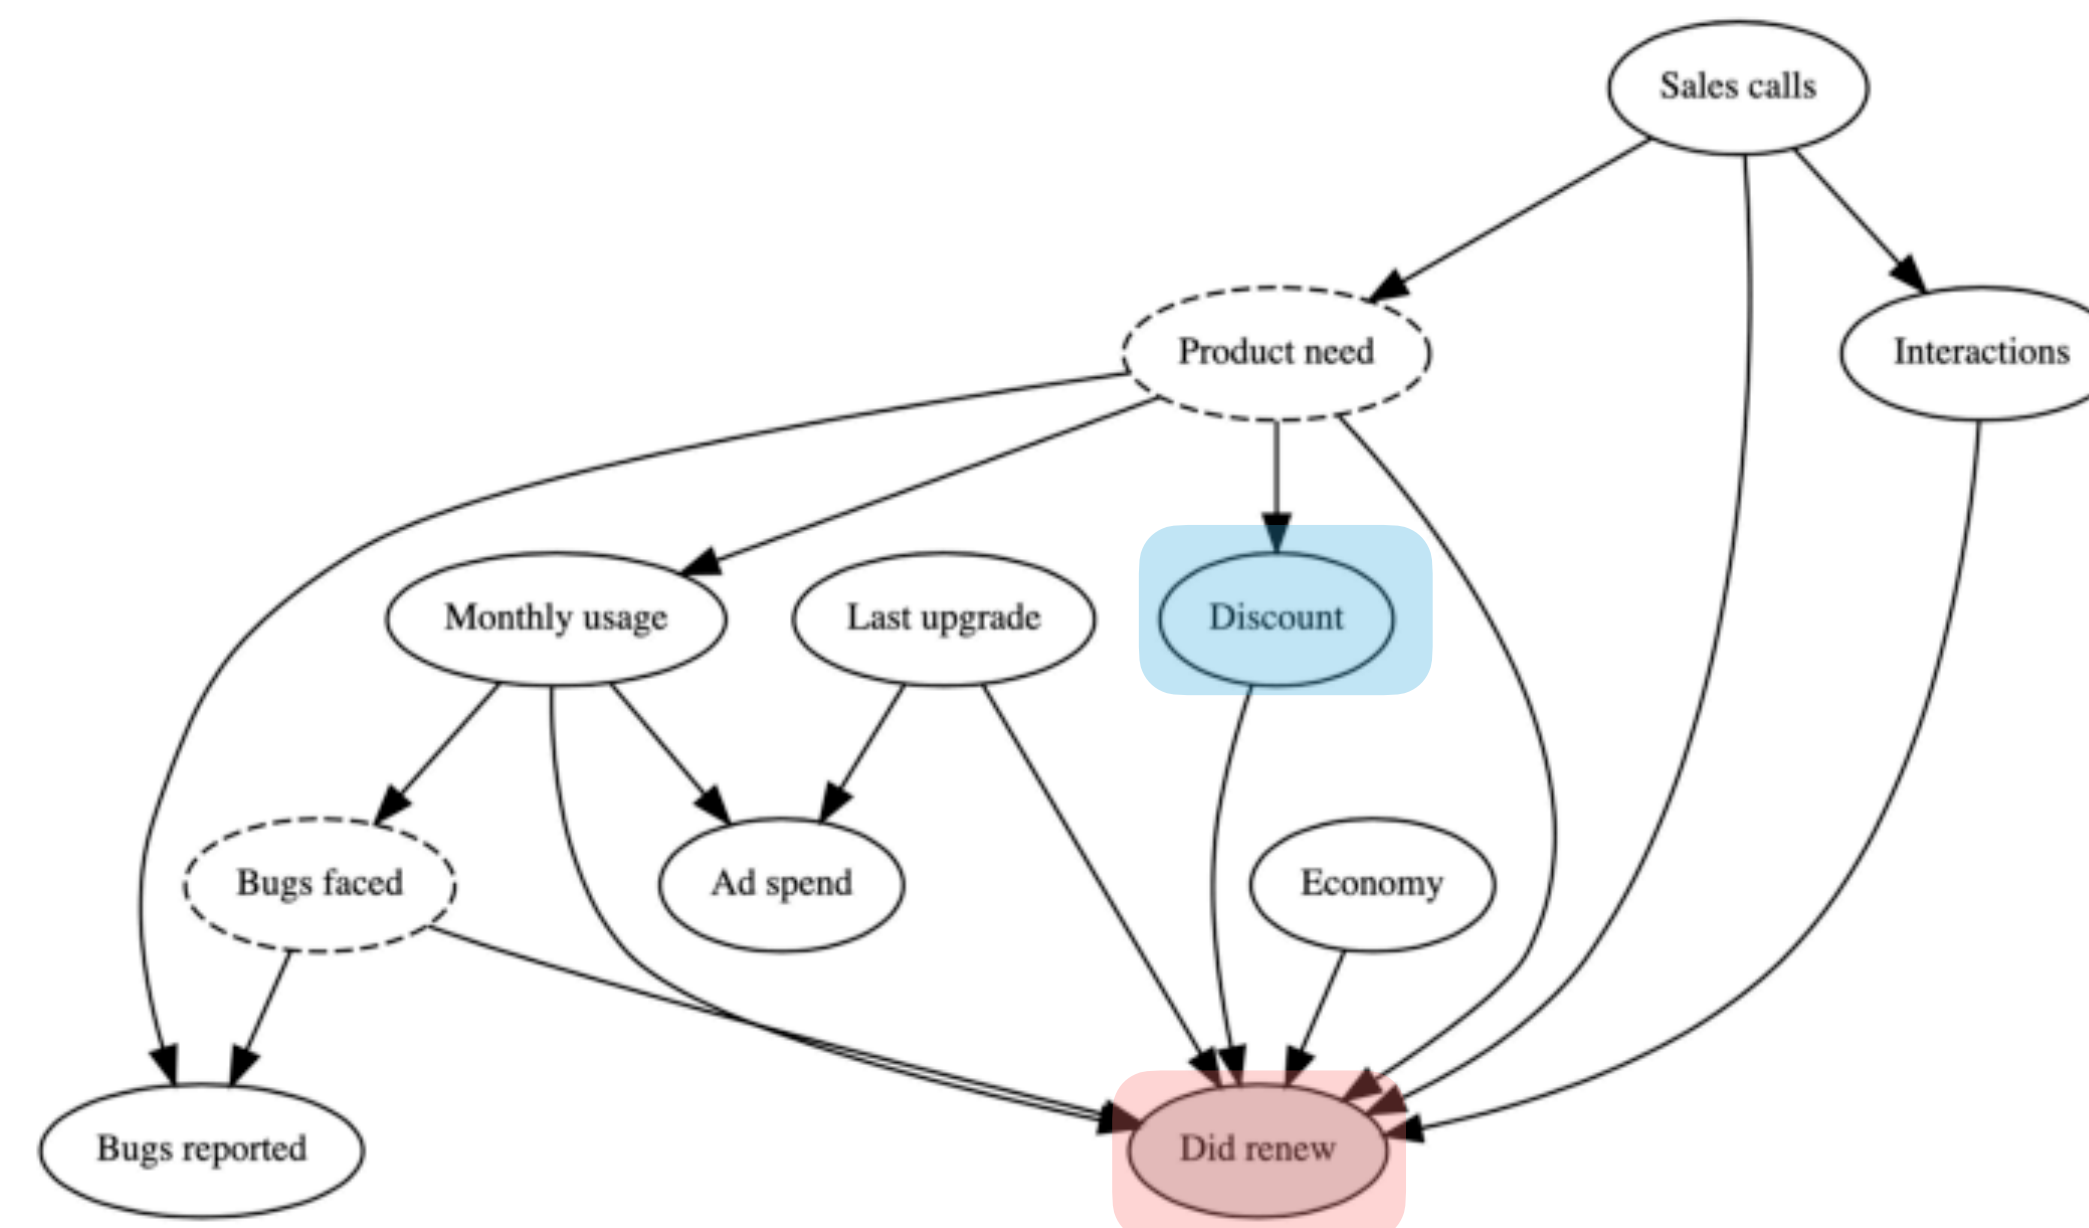 Sales calls
Product need
Interactions
Monthly usage
Last upgrade
Discount
Bugs faced
Ad spend
Economy
Bugs reported
Did renew